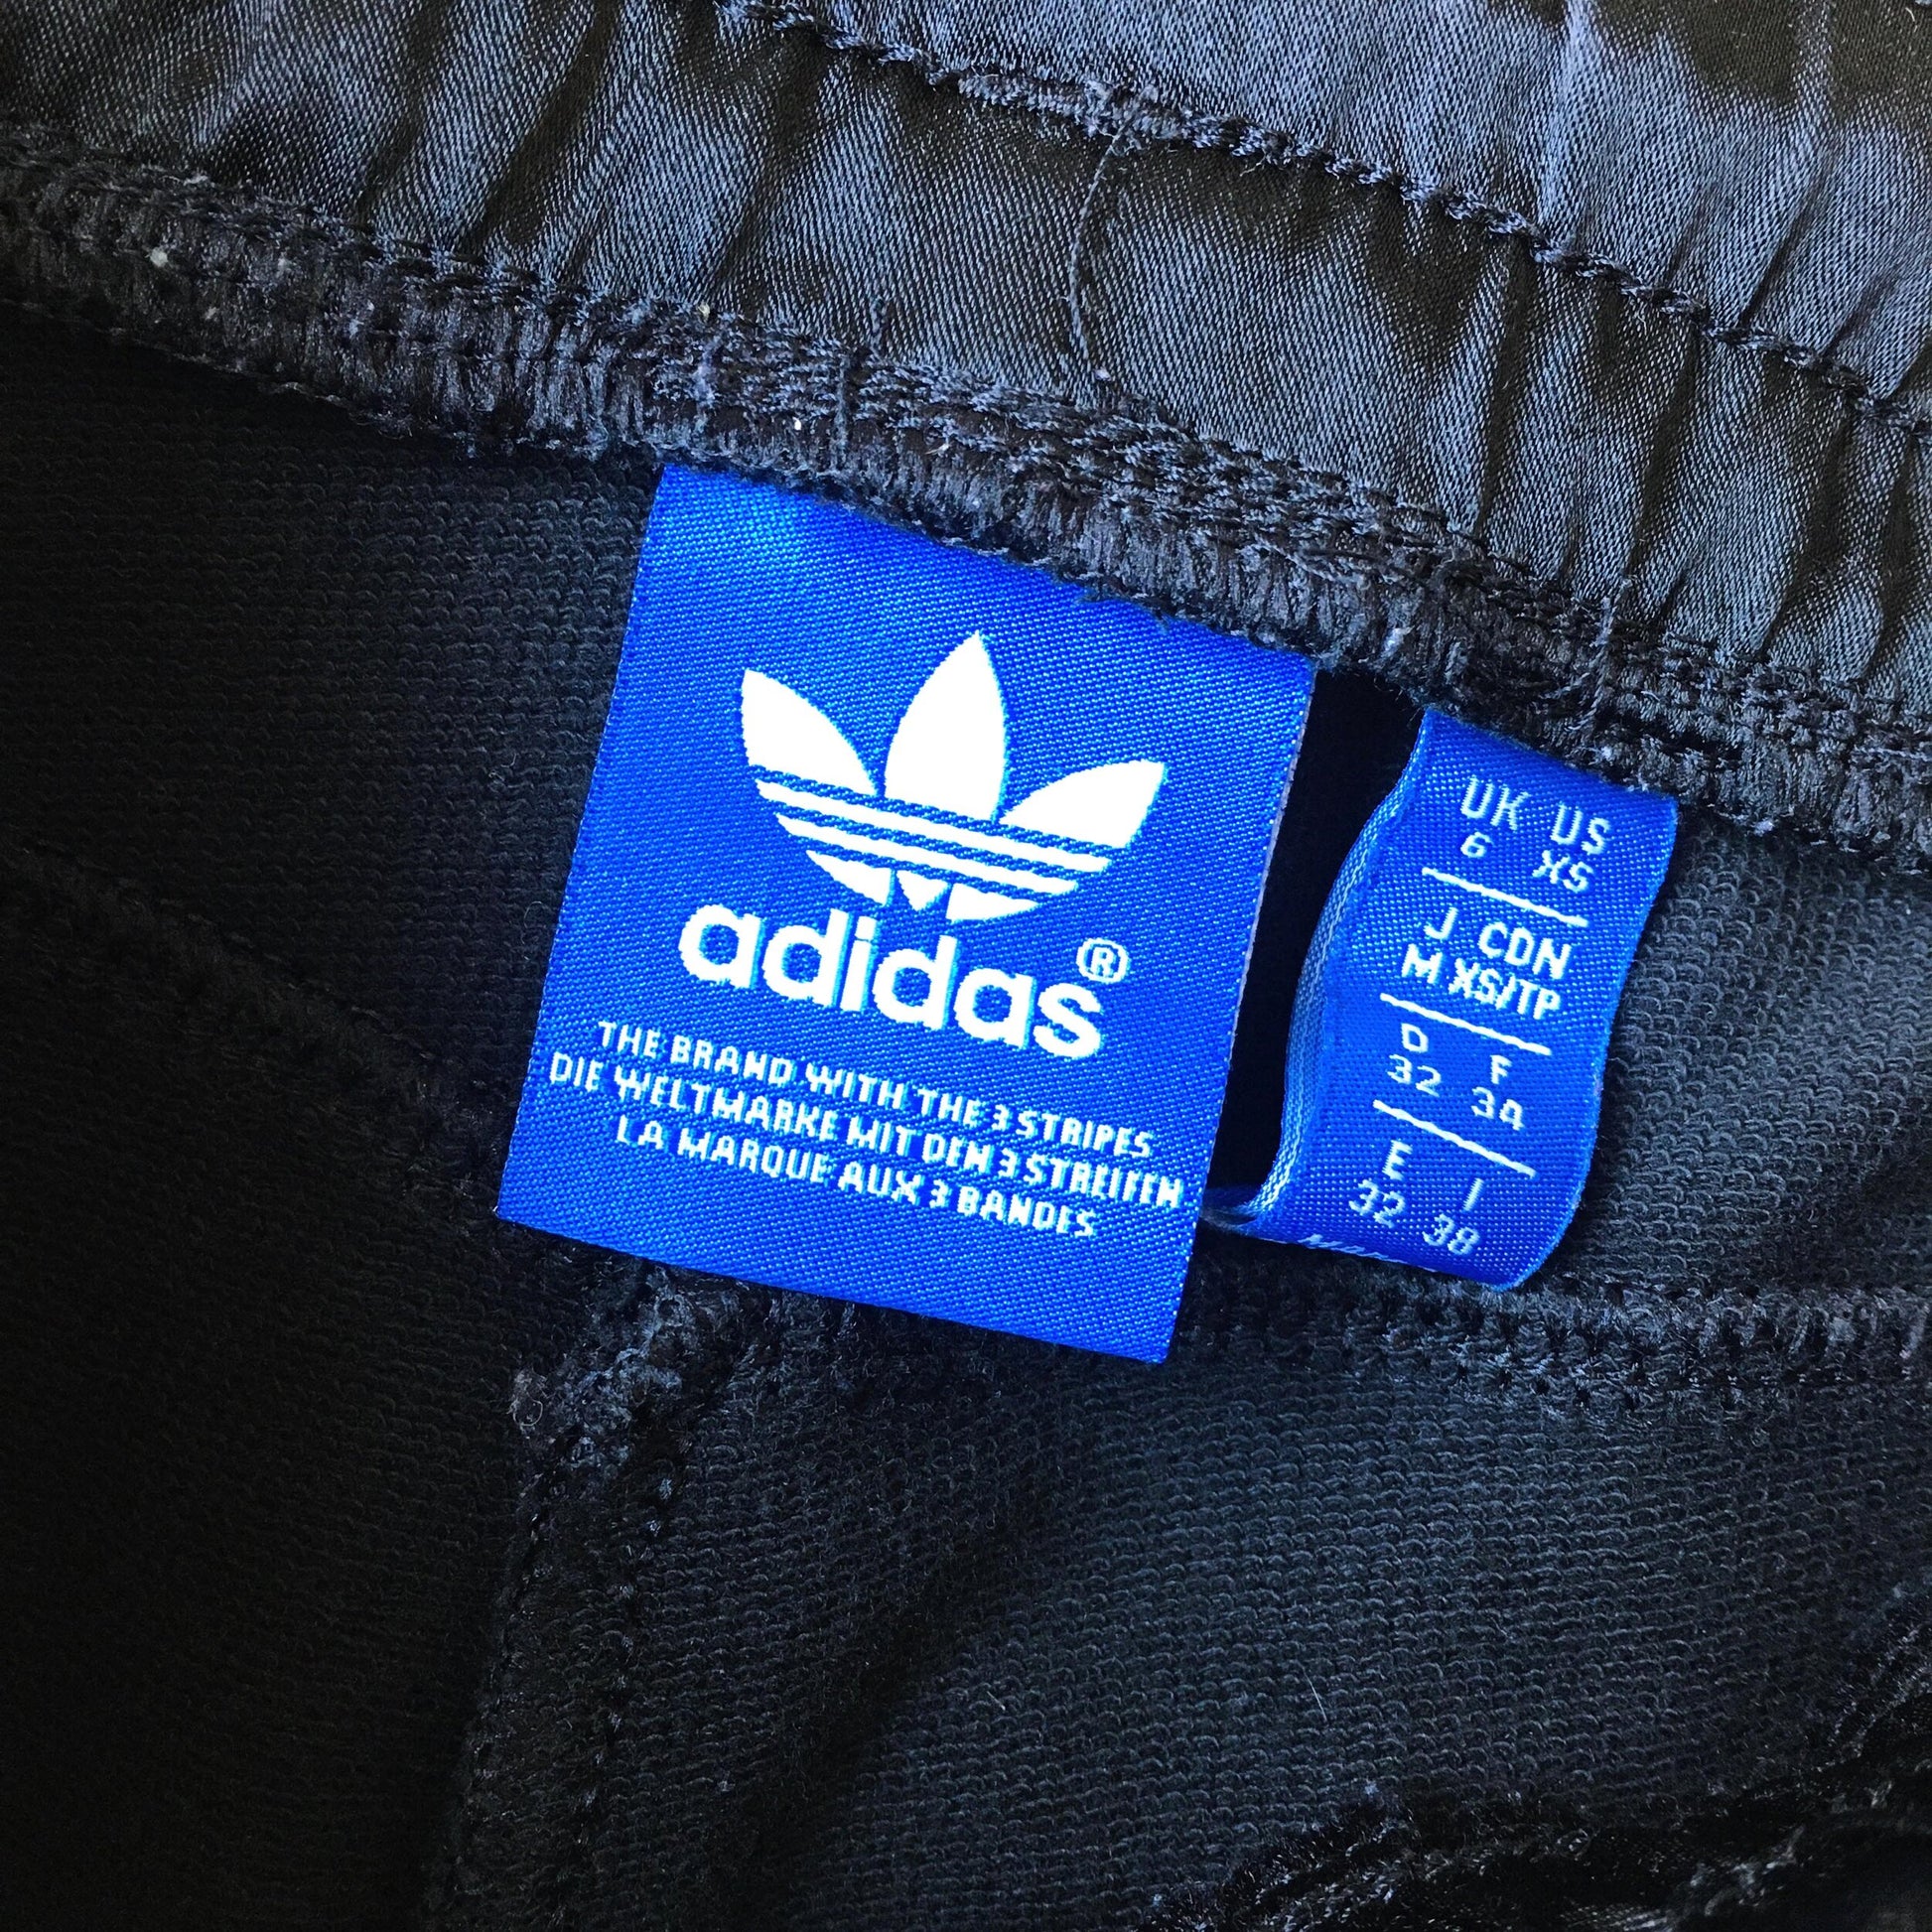 adidas®
THE BRAND WITH THE 3 STRIPES
DIE WELTMARKE MIT DEN 3 STREIFEN
LA MARQUE AUX 3 BANDES
UK US
6 XS
J CDN
M XS/TP
D F
32 34
E I
32 38